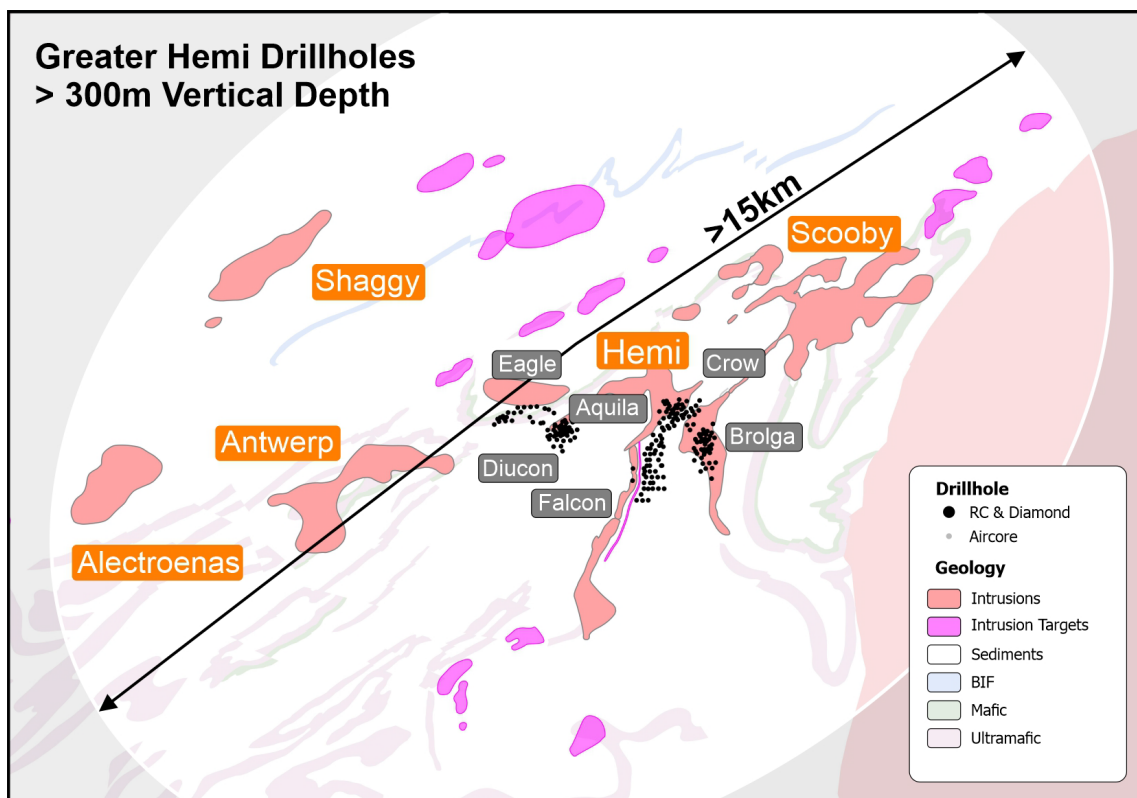 Greater Hemi Drillholes
> 300m Vertical Depth
>15km
Scooby
Shaggy
Hemi
Eagle
Crow
Aquila
Antwerp
Brolga
Diucon
Falcon
Alectroenas
Drillhole
RC & Diamond
Aircore
Geology
Intrusions
Intrusion Targets
Sediments
BIF
Mafic
Ultramafic